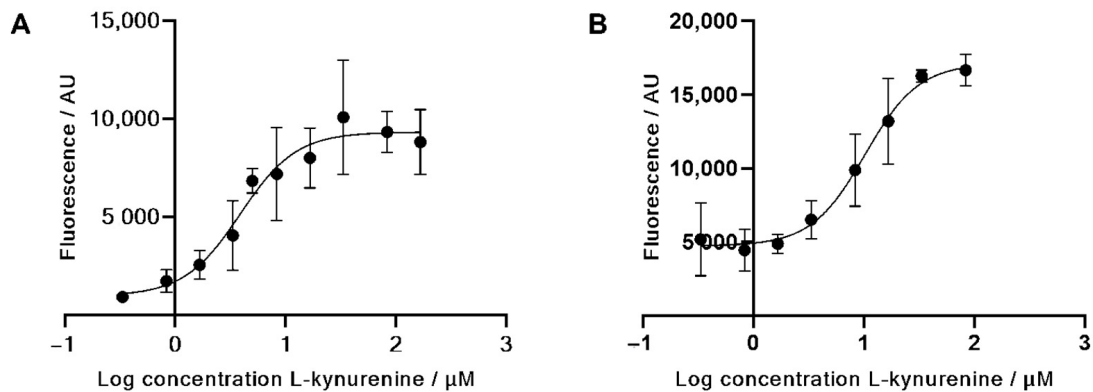 A
15,000
10,000
5 000
Fluorescence / AU
−1 0 1 2 3
Log concentration L-kynurenine / μM
B
20,000
15,000
10,000
5,000
Fluorescence / AU
−1 0 1 2 3
Log concentration L-kynurenine / μM